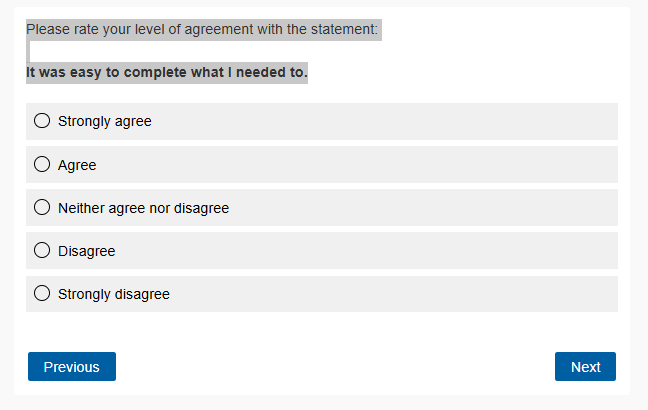 Please rate your level of agreement with the statement:
It was easy to complete what I needed to.
Strongly agree
Agree
Neither agree nor disagree
Disagree
Strongly disagree
Previous
Next